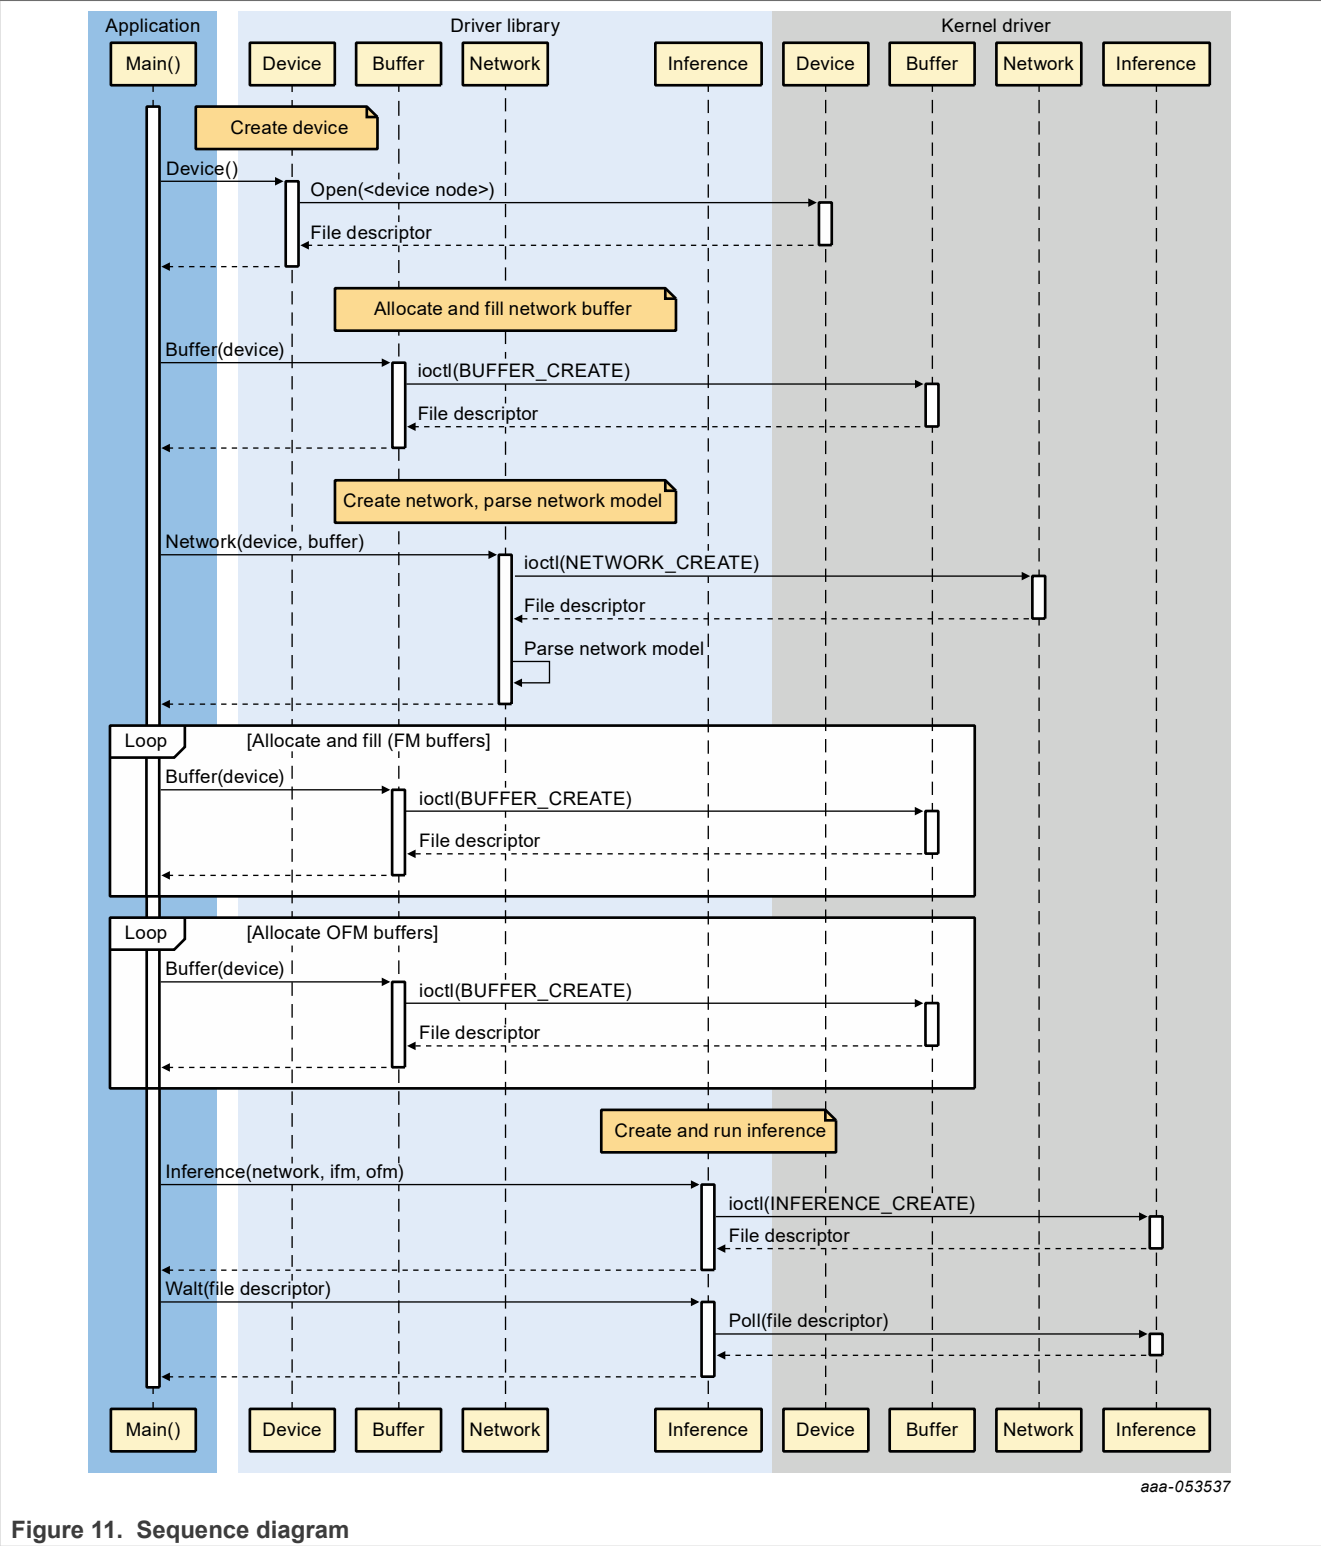 Application
Driver library
Kernel driver
Main()
Device
Buffer
Network
Inference
Device
Buffer
Network
Inference
Create device
Device()
Open(<device node>)
File descriptor
Allocate and fill network buffer
Buffer(device)
ioctl(BUFFER_CREATE)
File descriptor
Create network, parse network model
Network(device, buffer)
ioctl(NETWORK_CREATE)
File descriptor
Parse network model
Loop
[Allocate and fill (FM buffers]
Buffer(device)
ioctl(BUFFER_CREATE)
File descriptor
Loop
[Allocate OFM buffers]
Buffer(device)
ioctl(BUFFER_CREATE)
File descriptor
Create and run inference
Inference(network, ifm, ofm)
ioctl(INFERENCE_CREATE)
File descriptor
Walt(file descriptor)
Poll(file descriptor)
Main()
Device
Buffer
Network
Inference
Device
Buffer
Network
Inference
aaa-053537
Figure 11. Sequence diagram